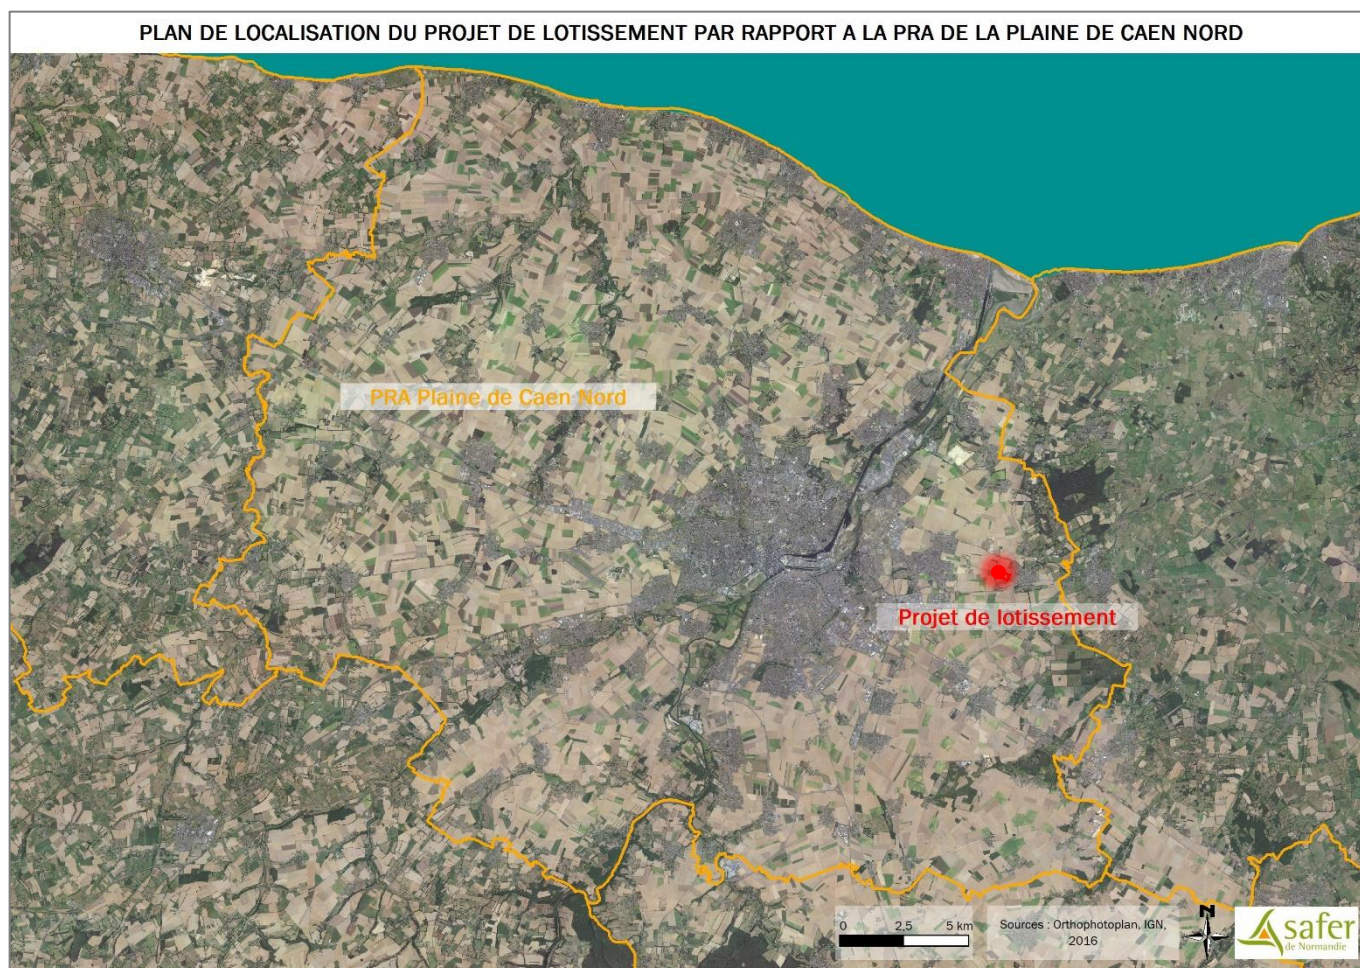 PLAN DE LOCALISATION DU PROJET DE LOTISSEMENT PAR RAPPORT A LA PRA DE LA PLAINE DE CAEN NORD
PRA Plaine de Caen Nord
Projet de lotissement
0 2,5 5 km
Sources : Orthophotoplan, IGN,
2016
N
safer
de Normandie